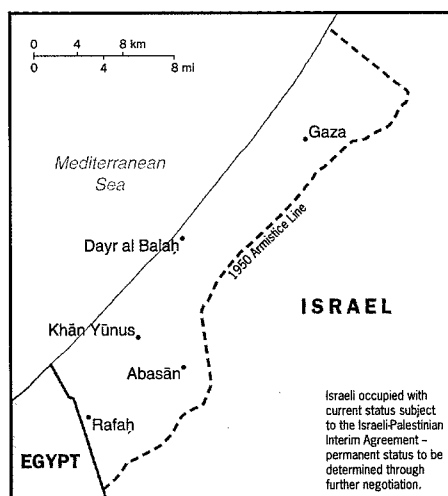 0 4 8 km
0 4 8 mi
Gaza
Mediterranean
Sea
Dayr al Balaḥ
1950 Armistice Line
ISRAEL
Khān Yūnus
Abasān
Rafaḥ
EGYPT
Israeli occupied with
current status subject
to the Israeli-Palestinian
Interim Agreement –
permanent status to be
determined through
further negotiation.